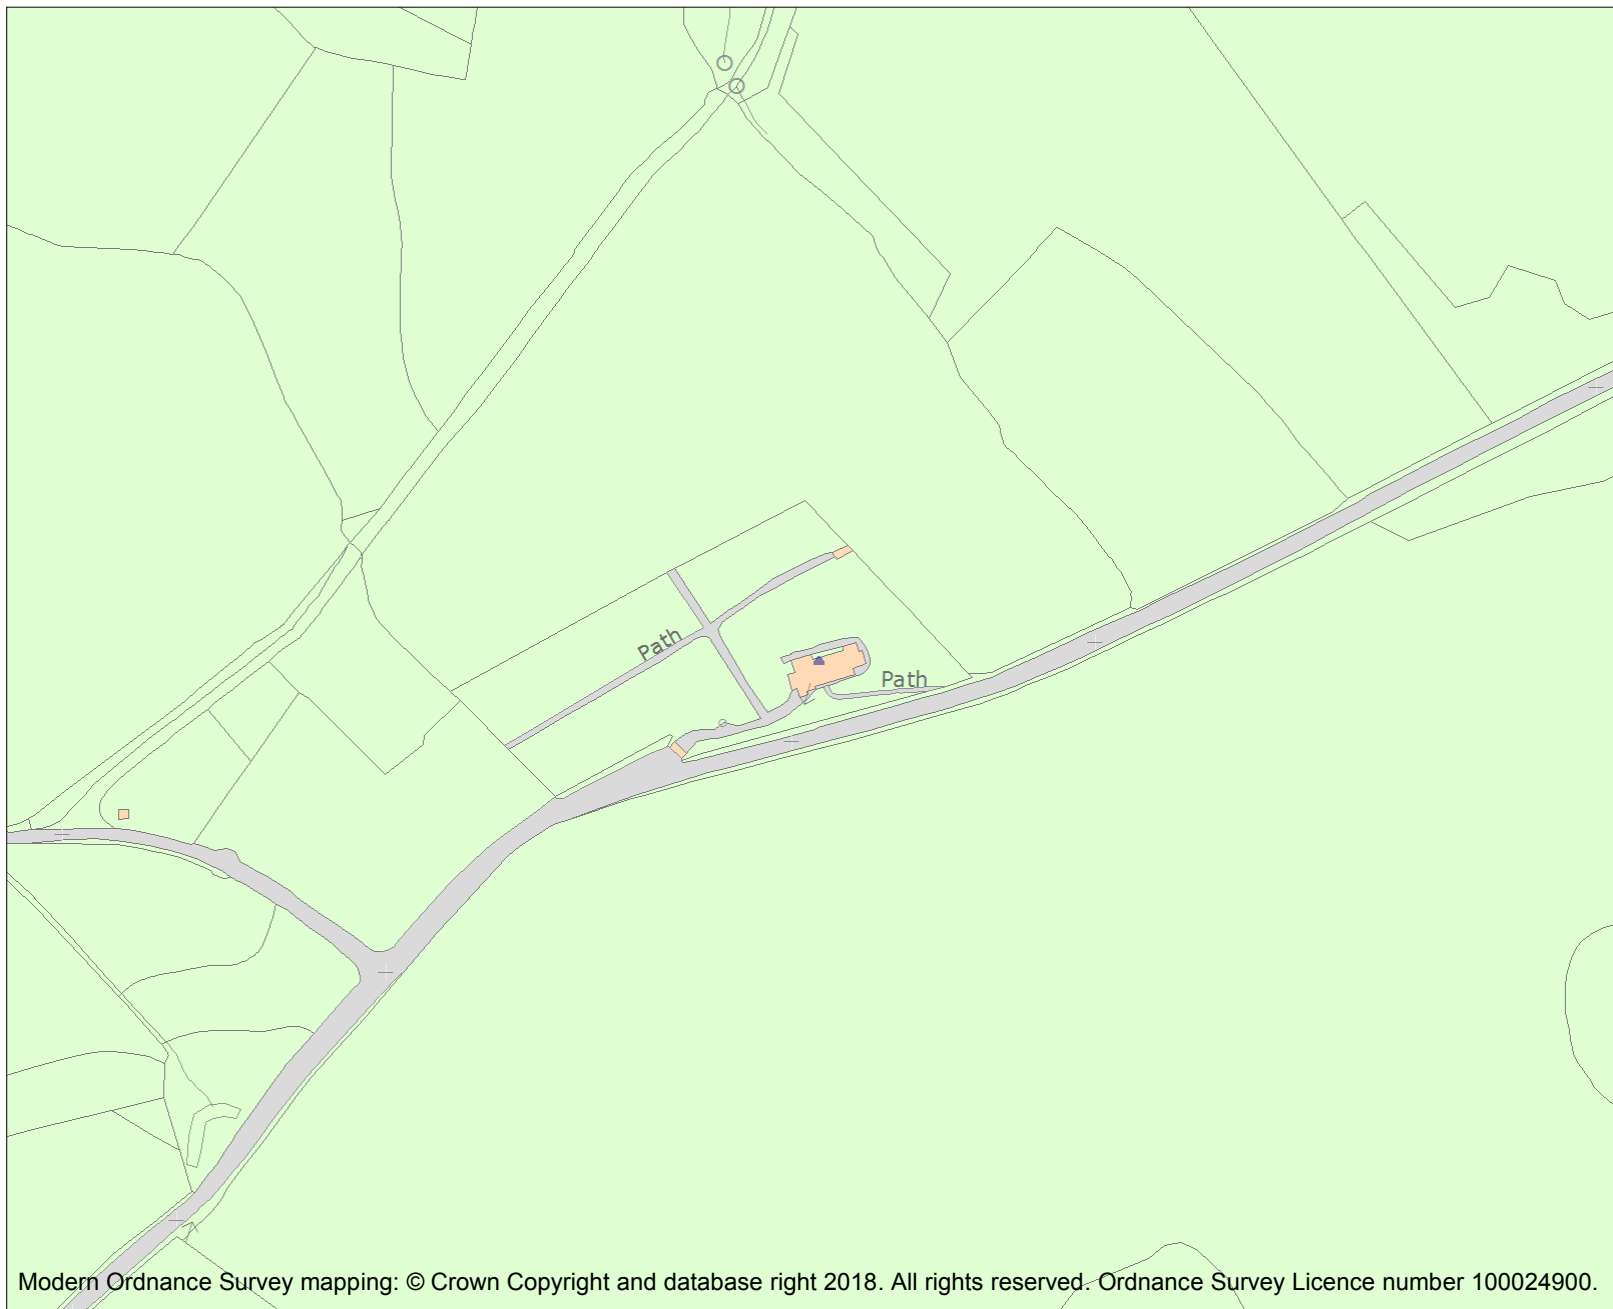 Path
Path
Modern Ordnance Survey mapping: © Crown Copyright and database right 2018. All rights reserved. Ordnance Survey Licence number 100024900.